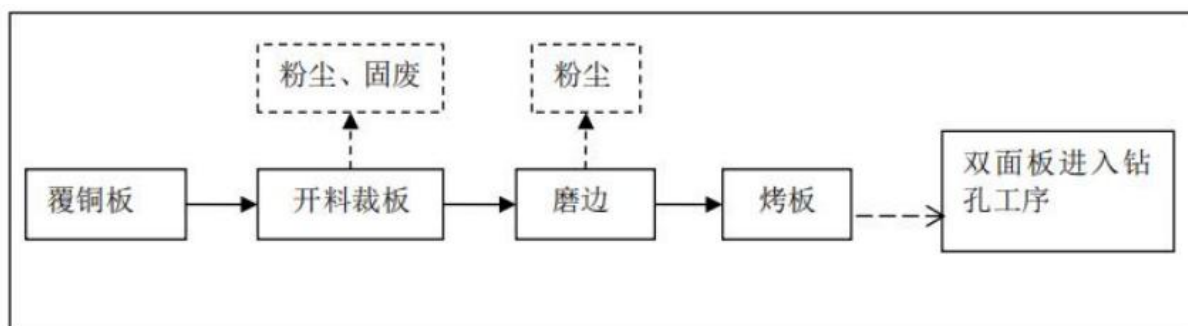 粉尘、固废
粉尘
覆铜板
开料裁板
磨边
烤板
双面板进入钻
孔工序